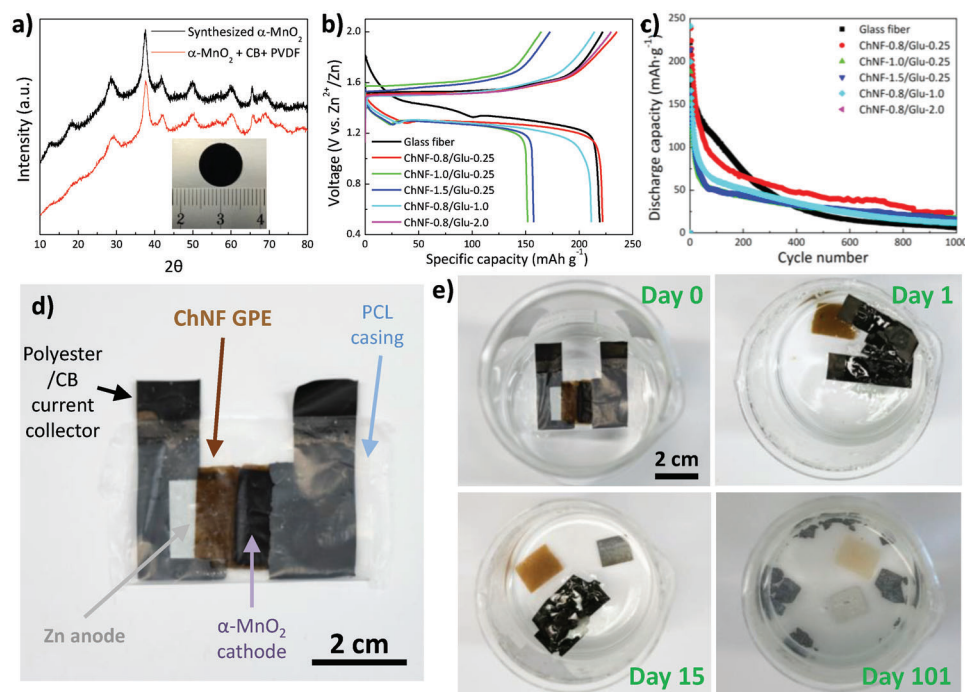 a)
Synthesized α-MnO₂
α-MnO₂ + CB+ PVDF
Intensity (a.u.)
2 3 4
10 20 30 40 50 60 70 80
2θ
b)
2.0
1.6
1.2
0.8
0.4
Voltage (V vs. Zn²⁺/Zn)
Glass fiber
ChNF-0.8/Glu-0.25
ChNF-1.0/Glu-0.25
ChNF-1.5/Glu-0.25
ChNF-0.8/Glu-1.0
ChNF-0.8/Glu-2.0
0 50 100 150 200 250
Specific capacity (mAh g⁻¹)
c)
250
200
150
100
50
0
Discharge capacity (mAh·g⁻¹)
Glass fiber
ChNF-0.8/Glu-0.25
ChNF-1.0/Glu-0.25
ChNF-1.5/Glu-0.25
ChNF-0.8/Glu-1.0
ChNF-0.8/Glu-2.0
0 200 400 600 800 1000
Cycle number
d)
ChNF GPE
PCL
casing
Polyester
/CB
current
collector
Zn anode
α-MnO₂
cathode
2 cm
e)
Day 0
2 cm
Day 1
Day 15
Day 101